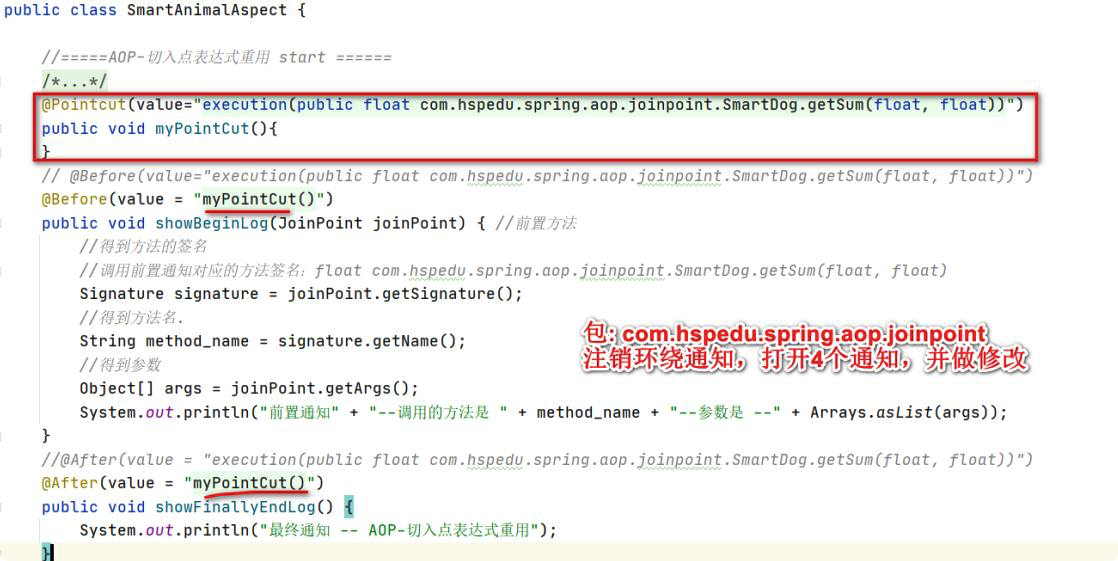 public class SmartAnimalAspect {
//=====AOP-切入点表达式重用 start ======
/*...*/
@Pointcut(value="execution(public float com.hspedu.spring.aop.joinpoint.SmartDog.getSum(float, float))")
public void myPointCut(){
}
// @Before(value="execution(public float com.hspedu.spring.aop.joinpoint.SmartDog.getSum(float, float))")
@Before(value = "myPointCut()")
public void showBeginLog(JoinPoint joinPoint) { //前置方法
//得到方法的签名
//调用前置通知对应的方法签名: float com.hspedu.spring.aop.joinpoint.SmartDog.getSum(float, float)
Signature signature = joinPoint.getSignature();
//得到方法名.
String method_name = signature.getName();
//得到参数
Object[] args = joinPoint.getArgs();
System.out.println("前置通知" + "--调用的方法是 " + method_name + "--参数是 --" + Arrays.asList(args));
}
包: com.hspedu.spring.aop.joinpoint
注销环绕通知，打开4个通知，并做修改
//@After(value = "execution(public float com.hspedu.spring.aop.joinpoint.SmartDog.getSum(float, float))")
@After(value = "myPointCut()")
public void showFinallyEndLog() {
System.out.println("最终通知 -- AOP-切入点表达式重用");
}